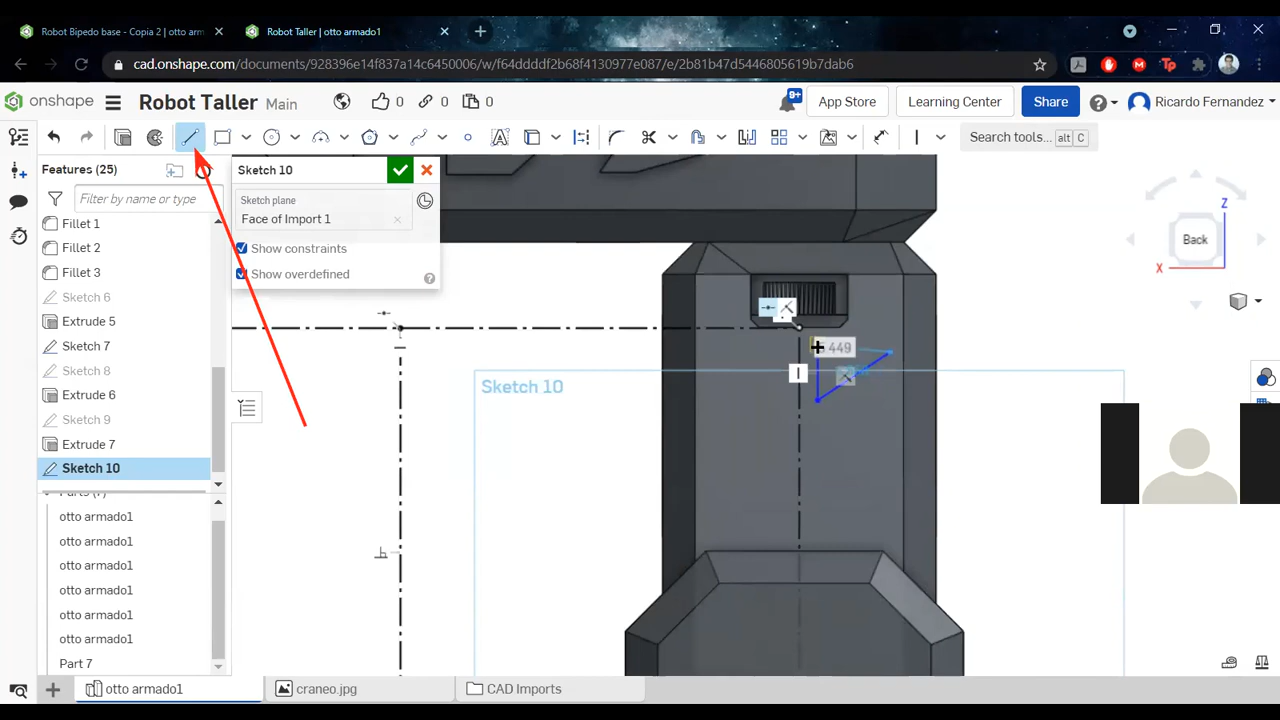 Robot Bipedo base - Copia 2 | otto arm
Robot Taller | otto armado1
cad.onshape.com/documents/928396e14f837a14c6450006/w/f64ddddf2b68f4307777c087/e/2b81b47d5446805619b7dab6
onshape
Robot Taller Main
0
0
0
9+
App Store
Learning Center
Share
Ricardo Fernandez
Search tools...
alt
C
Features (25)
Filter by name or type
Fillet 1
Fillet 2
Fillet 3
Sketch 6
Extrude 5
Sketch 7
Sketch 8
Extrude 6
Sketch 9
Extrude 7
Sketch 10
Parts (7)
otto armado1
otto armado1
otto armado1
otto armado1
otto armado1
otto armado1
Part 7
Sketch 10
Sketch plane
Face of Import 1
Show constraints
Show overdefined
Sketch 10
.449
Z
Back
X
otto armado1
craneo.jpg
CAD Imports